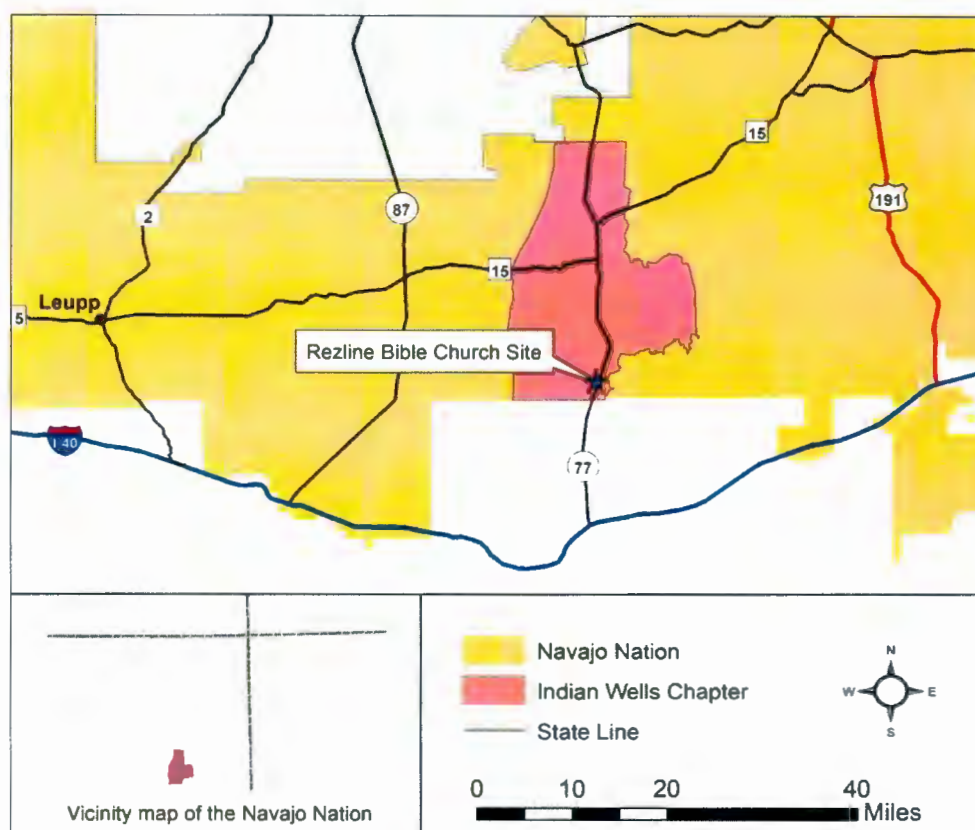 15
2
87
191
15
Leupp
5
Rezline Bible Church Site
I-40
77
Navajo Nation
Indian Wells Chapter
State Line
N
W E
S
Vicinity map of the Navajo Nation
0 10 20 40
Miles